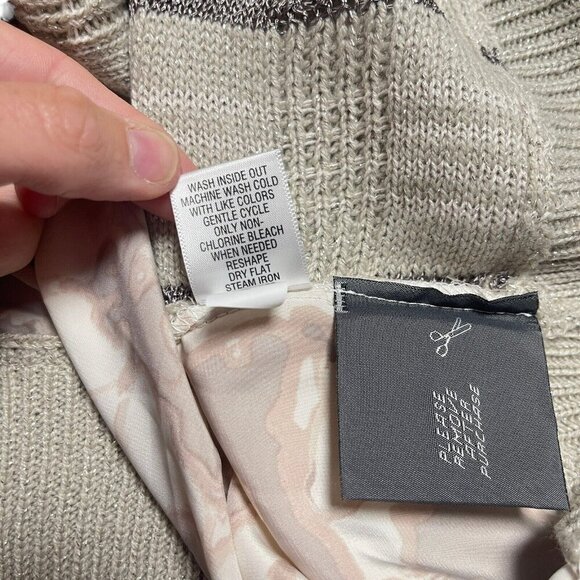 WASH INSIDE OUT
MACHINE WASH COLD
WITH LIKE COLORS
GENTLE CYCLE
ONLY NON-
CHLORINE BLEACH
WHEN NEEDED
RESHAPE
DRY FLAT
STEAM IRON
PLEASE
REMOVE
AFTER
PURCHASE